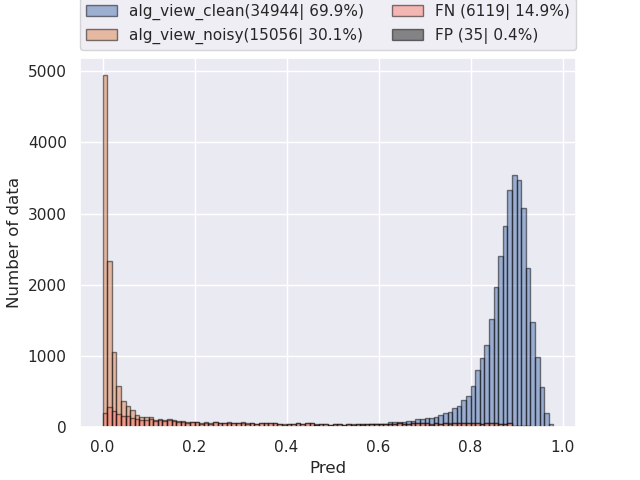 alg_view_clean(34944| 69.9%)
alg_view_noisy(15056| 30.1%)
FN (6119| 14.9%)
FP (35| 0.4%)
Number of data
5000
4000
3000
2000
1000
0
0.0 0.2 0.4 0.6 0.8 1.0
Pred